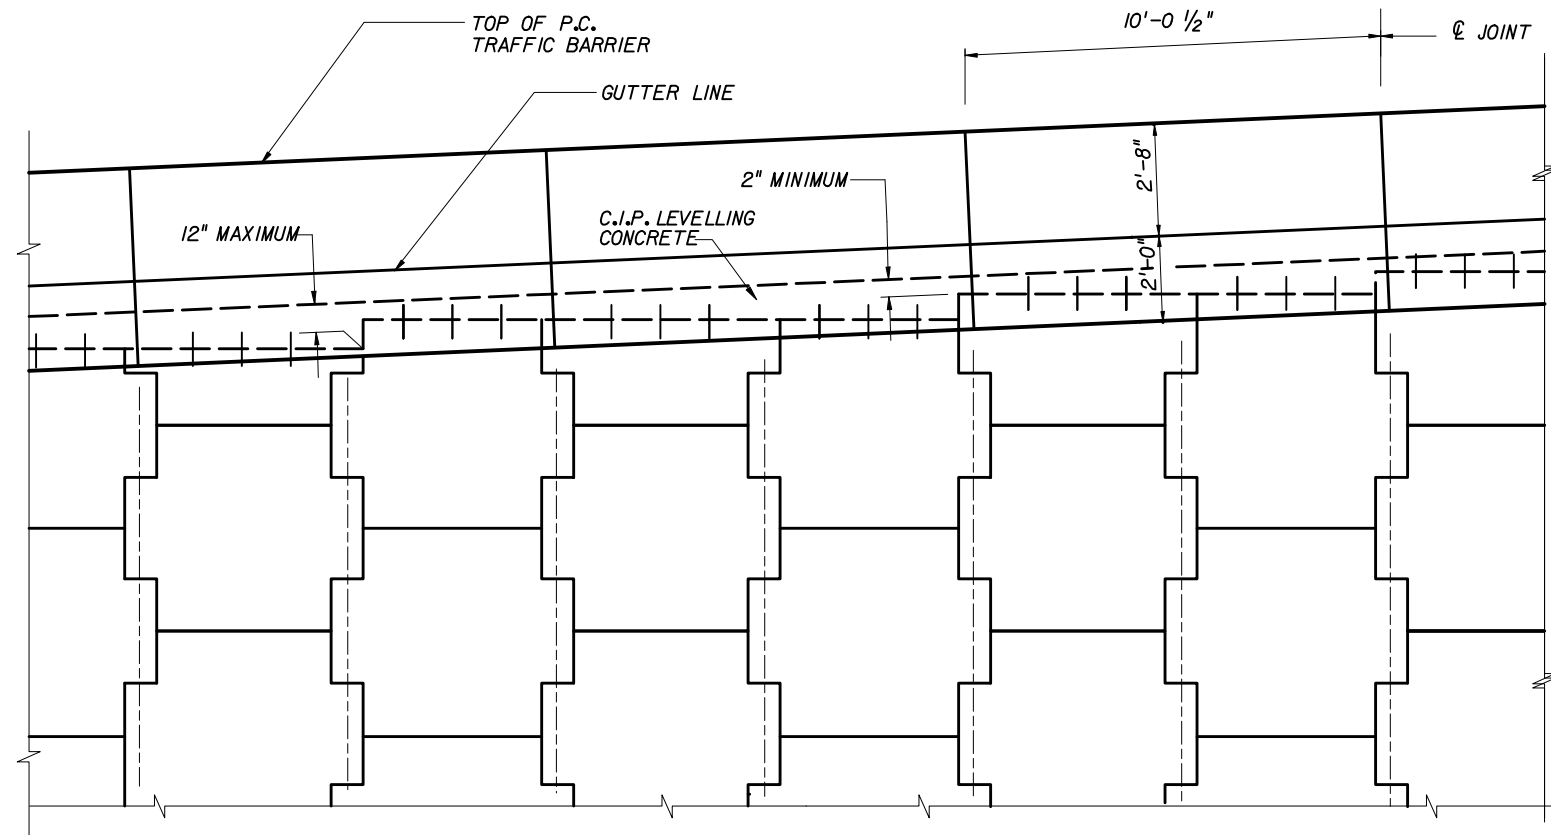 TOP OF P.C.
TRAFFIC BARRIER
10'-0 ½"
℄ JOINT
GUTTER LINE
2'-8"
2" MINIMUM
C.I.P. LEVELLING
CONCRETE
12" MAXIMUM
2'-0"